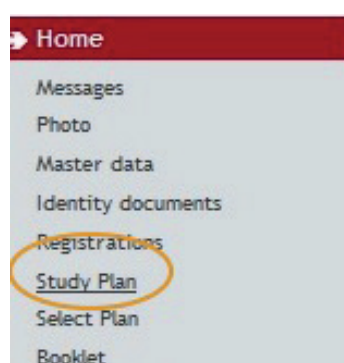 Home
Messages
Photo
Master data
Identity documents
Registrations
Study Plan
Select Plan
Booklet